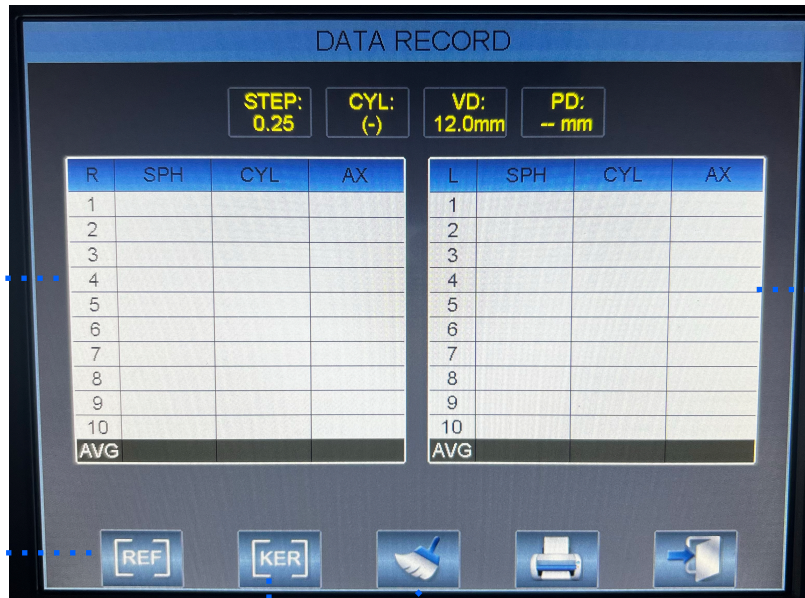 DATA RECORD
STEP: CYL: VD: PD:
0.25 (-) 12.0mm -- mm
R SPH CYL AX L SPH CYL AX
1 1
2 2
3 3
4 4
5 5
6 6
7 7
8 8
9 9
10 10
AVG AVG
REF KER